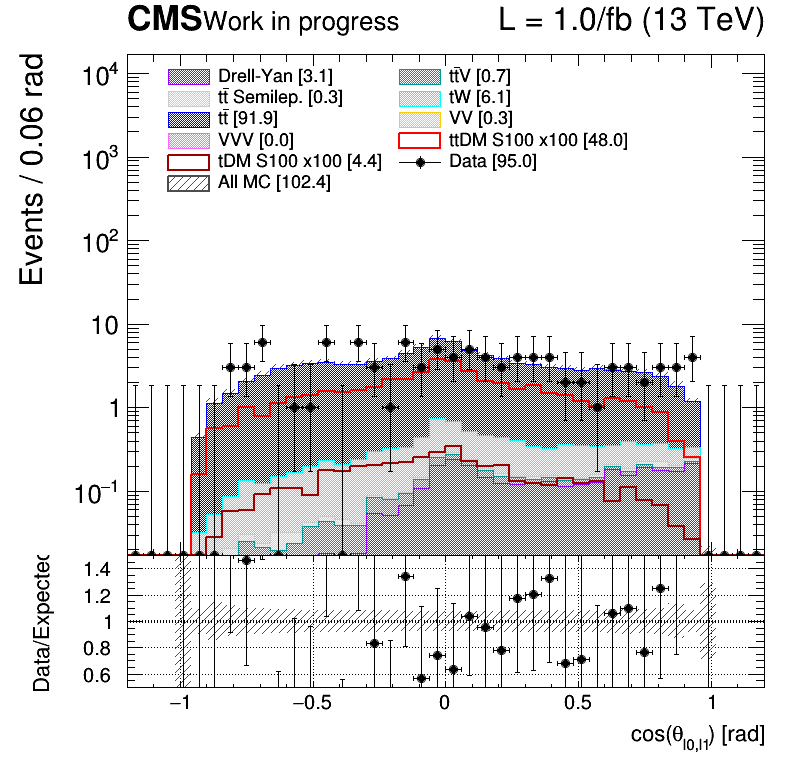 CMS Work in progress L = 1.0/fb (13 TeV)
Events / 0.06 rad
10⁴
10³
10²
10
1
10⁻¹
Drell-Yan [3.1]
tt̄V [0.7]
tt̄ Semilep. [0.3]
tW [6.1]
tt̄ [91.9]
VV [0.3]
VVV [0.0]
ttDM S100 x100 [48.0]
tDM S100 x100 [4.4]
Data [95.0]
All MC [102.4]
Data/Expected
1.4
1.2
1
0.8
0.6
−1 −0.5 0 0.5 1
cos(θ_{l0,l1}) [rad]